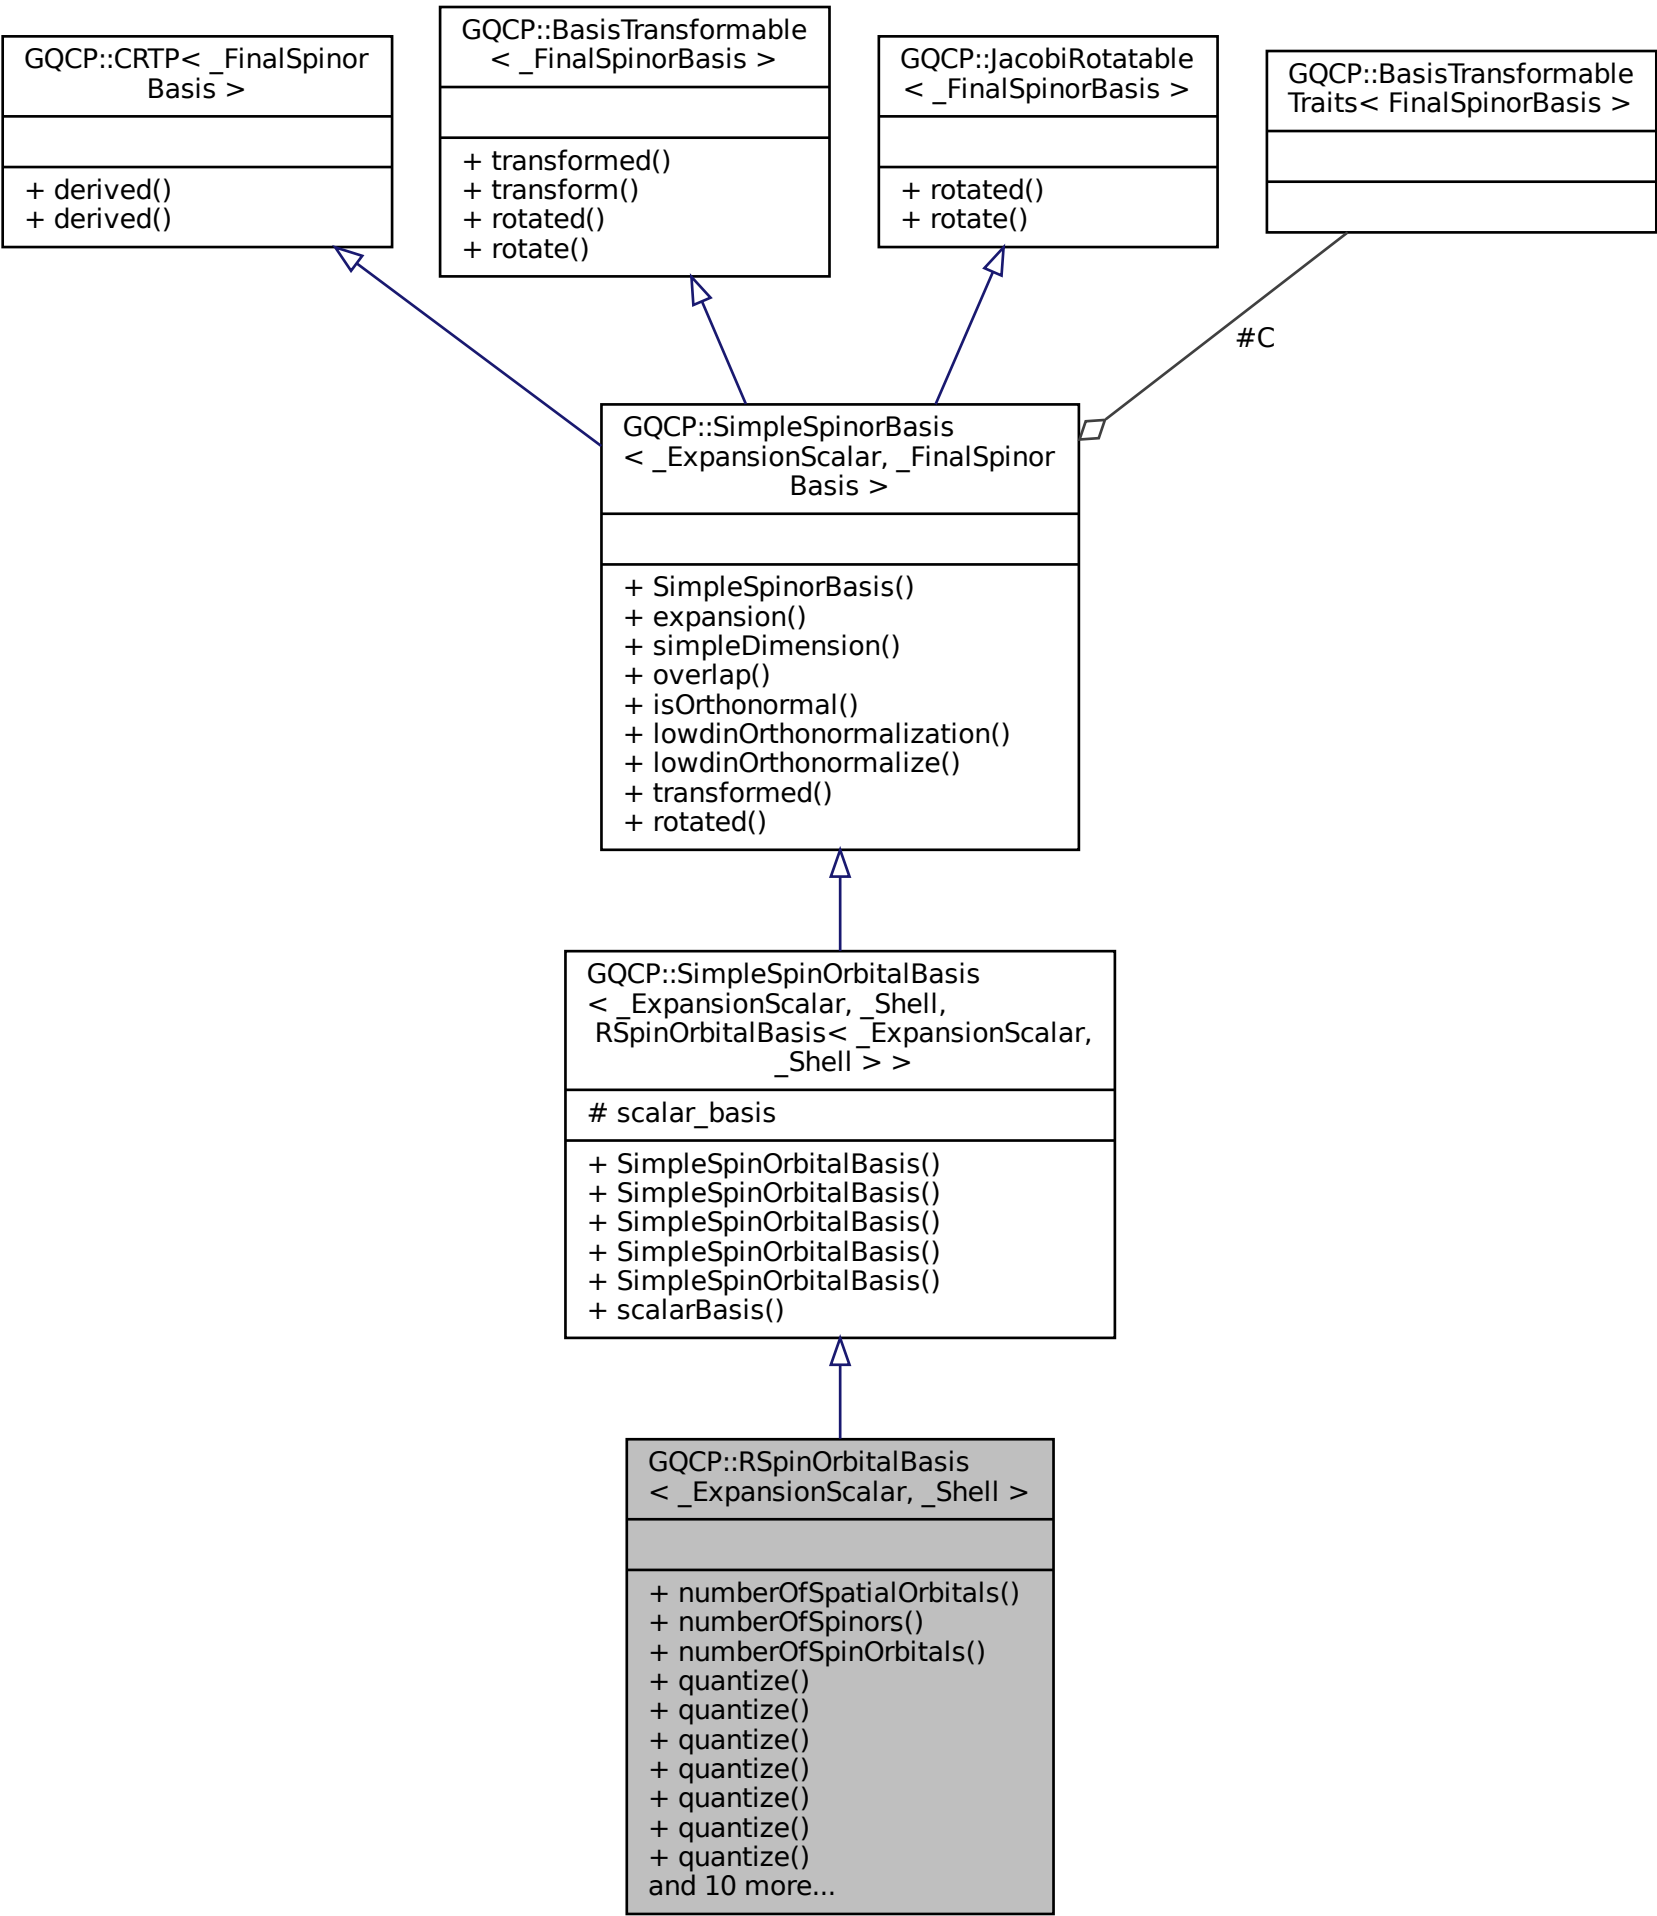 GQCP::CRTP< _FinalSpinor
Basis >
+ derived()
+ derived()
GQCP::BasisTransformable
< _FinalSpinorBasis >
+ transformed()
+ transform()
+ rotated()
+ rotate()
GQCP::JacobiRotatable
< _FinalSpinorBasis >
+ rotated()
+ rotate()
GQCP::BasisTransformable
Traits< FinalSpinorBasis >
#C
GQCP::SimpleSpinorBasis
< _ExpansionScalar, _FinalSpinor
Basis >
+ SimpleSpinorBasis()
+ expansion()
+ simpleDimension()
+ overlap()
+ isOrthonormal()
+ lowdinOrthonormalization()
+ lowdinOrthonormalize()
+ transformed()
+ rotated()
GQCP::SimpleSpinOrbitalBasis
< _ExpansionScalar, _Shell,
RSpinOrbitalBasis< _ExpansionScalar,
_Shell > >
# scalar_basis
+ SimpleSpinOrbitalBasis()
+ SimpleSpinOrbitalBasis()
+ SimpleSpinOrbitalBasis()
+ SimpleSpinOrbitalBasis()
+ SimpleSpinOrbitalBasis()
+ scalarBasis()
GQCP::RSpinOrbitalBasis
< _ExpansionScalar, _Shell >
+ numberOfSpatialOrbitals()
+ numberOfSpinors()
+ numberOfSpinOrbitals()
+ quantize()
+ quantize()
+ quantize()
+ quantize()
+ quantize()
+ quantize()
+ quantize()
and 10 more...